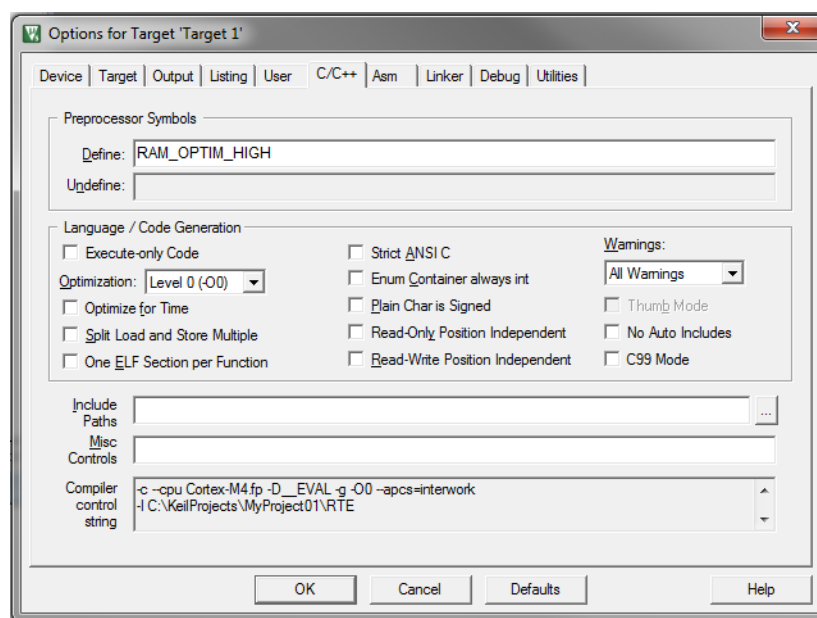 Options for Target 'Target 1'
Device Target Output Listing User C/C++ Asm Linker Debug Utilities
Preprocessor Symbols
Define: RAM_OPTIM_HIGH
Undefine:
Language / Code Generation
Execute-only Code
Optimization: Level 0 (-O0)
Optimize for Time
Split Load and Store Multiple
One ELF Section per Function
Strict ANSI C
Enum Container always int
Plain Char is Signed
Read-Only Position Independent
Read-Write Position Independent
Warnings:
All Warnings
Thumb Mode
No Auto Includes
C99 Mode
Include
Paths
...
Misc
Controls
Compiler
control
string
-c --cpu Cortex-M4.fp -D__EVAL -g -O0 --apcs=interwork
-I C:\KeilProjects\MyProject01\RTE
OK Cancel Defaults Help